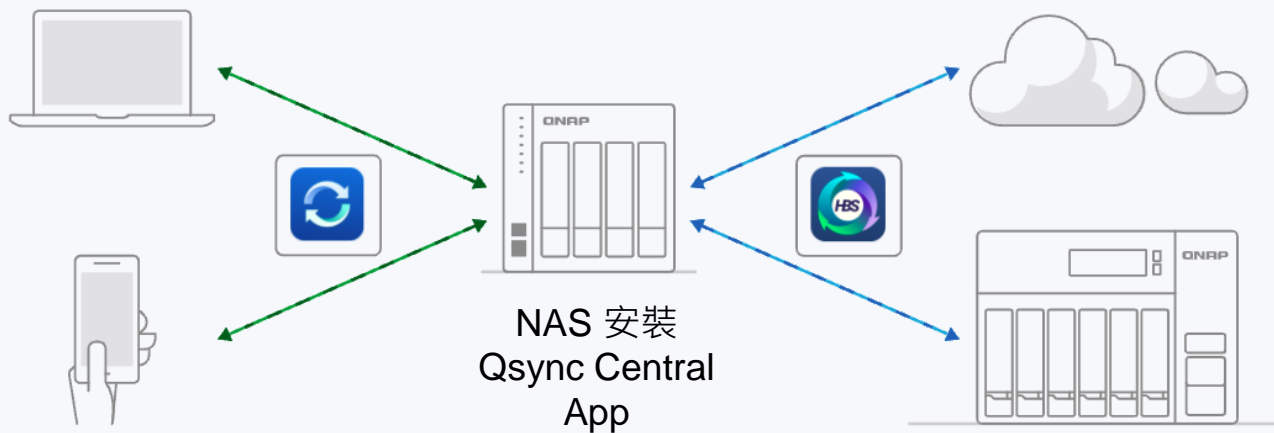 QNAP
HBS
QNAP
NAS 安裝
Qsync Central
App